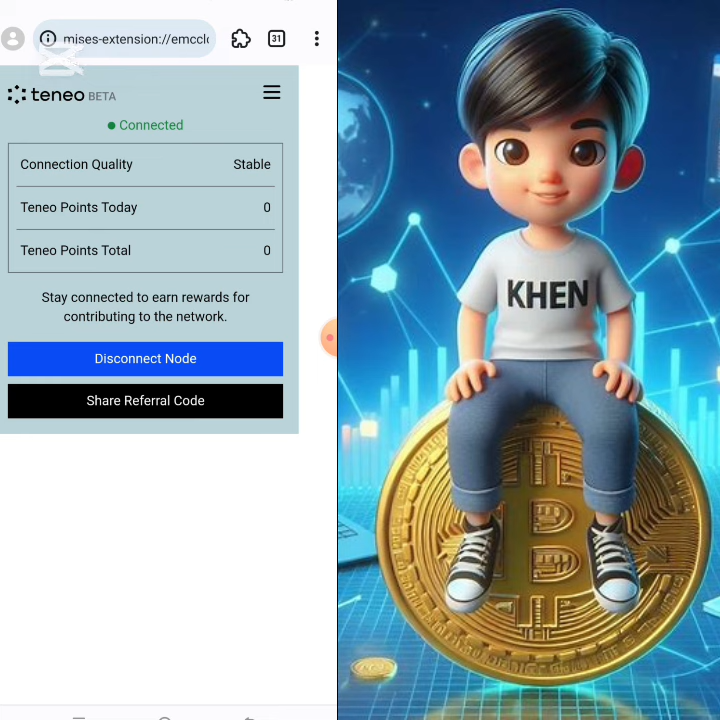 mises-extension://emccl
31
teneo BETA
Connected
Connection Quality Stable
Teneo Points Today 0
Teneo Points Total 0
Stay connected to earn rewards for
contributing to the network.
Disconnect Node
Share Referral Code
KHEN